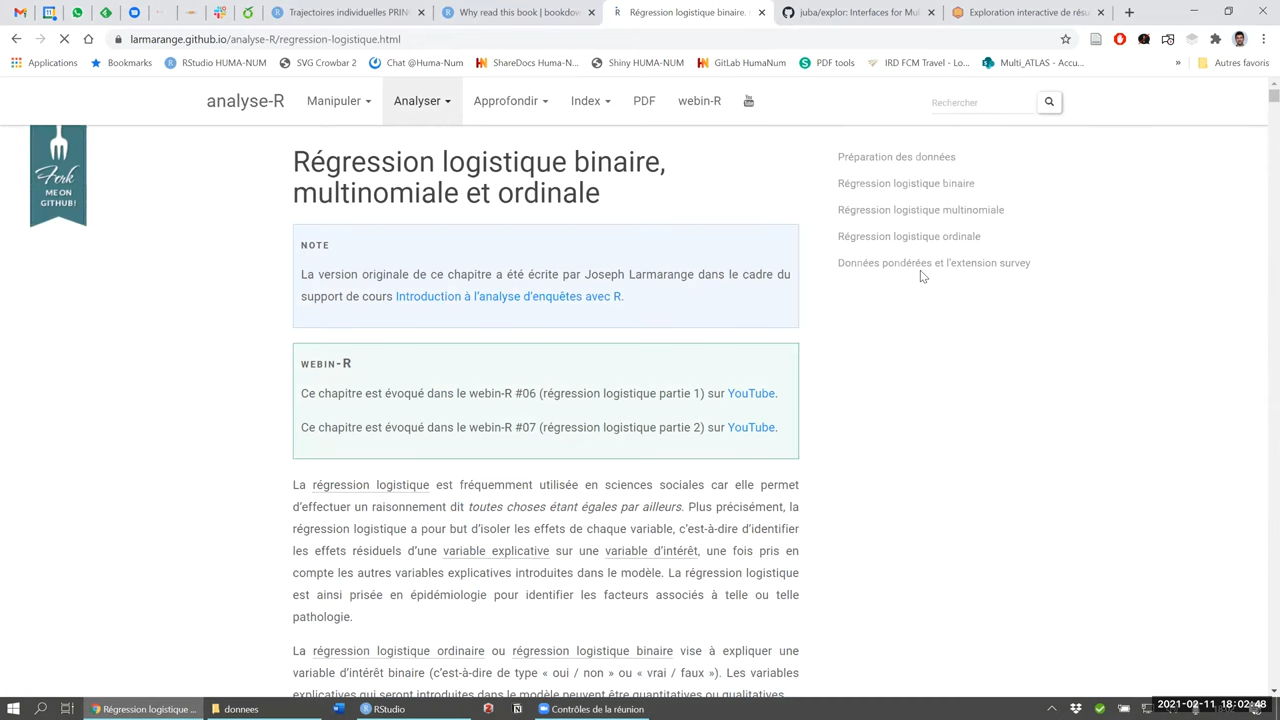 Trajectoires individuelles PRIN
Why read this book | bookdow
R Régression logistique binaire,
juba/explor: Interfaces for Mul
Exploration interactive de résu
larmarange.github.io/analyse-R/regression-logistique.html
Applications
Bookmarks
RStudio HUMA-NUM
SVG Crowbar 2
Chat @Huma-Num
ShareDocs Huma-N...
Shiny HUMA-NUM
GitLab HumaNum
PDF tools
IRD FCM Travel - Lo...
Multi_ATLAS - Accu...
»
Autres favoris
analyse-R
Manipuler
Analyser
Approfondir
Index
PDF
webin-R
Rechercher
Fork
ME ON
GITHUB!
Régression logistique binaire,
multinomiale et ordinale
NOTE
La version originale de ce chapitre a été écrite par Joseph Larmarange dans le cadre du
support de cours Introduction à l'analyse d'enquêtes avec R.
WEBIN-R
Ce chapitre est évoqué dans le webin-R #06 (régression logistique partie 1) sur YouTube.
Ce chapitre est évoqué dans le webin-R #07 (régression logistique partie 2) sur YouTube.
La régression logistique est fréquemment utilisée en sciences sociales car elle permet
d'effectuer un raisonnement dit toutes choses étant égales par ailleurs. Plus précisément, la
régression logistique a pour but d'isoler les effets de chaque variable, c'est-à-dire d'identifier
les effets résiduels d'une variable explicative sur une variable d'intérêt, une fois pris en
compte les autres variables explicatives introduites dans le modèle. La régression logistique
est ainsi prisée en épidémiologie pour identifier les facteurs associés à telle ou telle
pathologie.
La régression logistique ordinaire ou régression logistique binaire vise à expliquer une
variable d'intérêt binaire (c'est-à-dire de type « oui / non » ou « vrai / faux »). Les variables
explicatives qui seront introduites dans le modèle peuvent être quantitatives ou qualitatives.
Préparation des données
Régression logistique binaire
Régression logistique multinomiale
Régression logistique ordinale
Données pondérées et l'extension survey
Régression logistique ...
donnees
RStudio
Contrôles de la réunion
2021-02-11 18:02:48